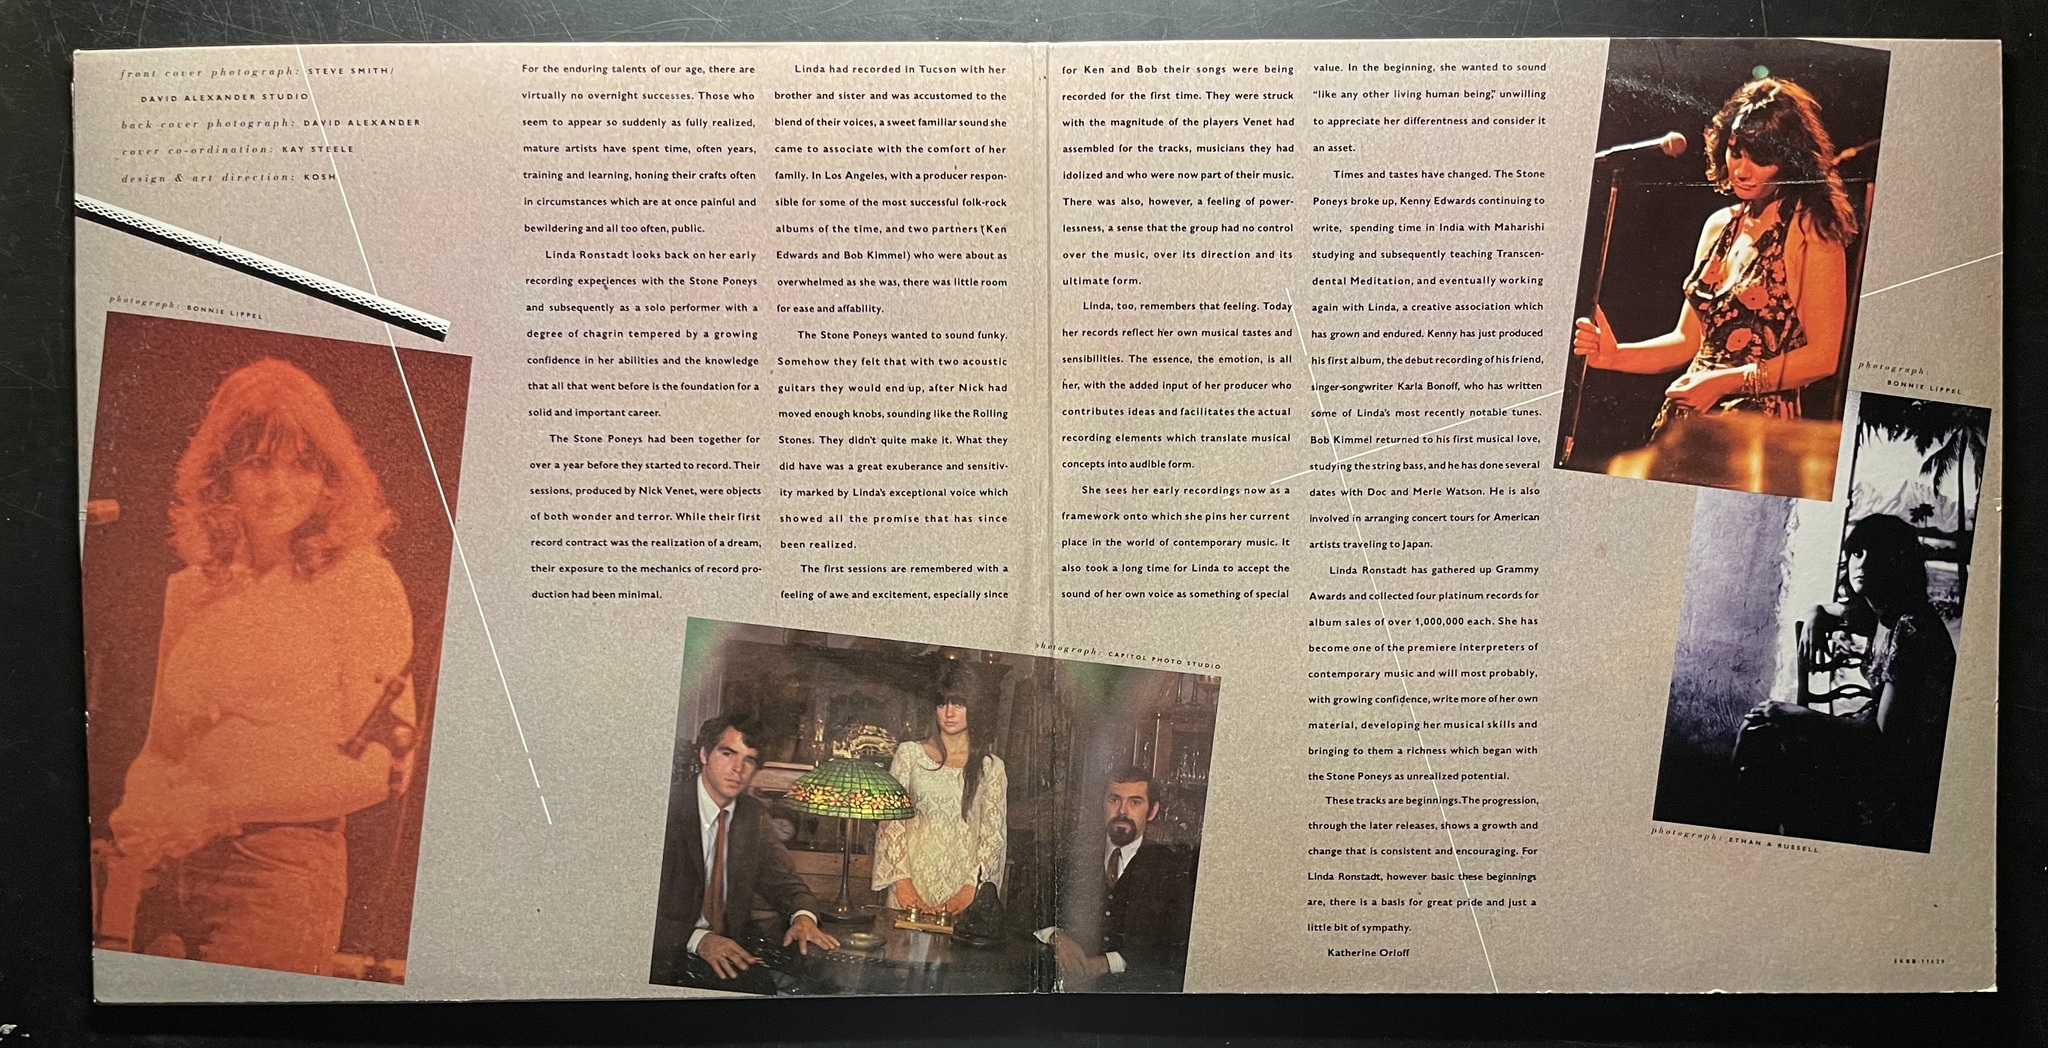 front cover photograph: STEVE SMITH/
DAVID ALEXANDER STUDIO
back cover photograph: DAVID ALEXANDER
cover co-ordination: KAY STEELE
design & art direction: KOSH
photograph: BONNIE LIPPEL
For the enduring talents of our age, there are
virtually no overnight successes. Those who
seem to appear so suddenly as fully realized,
mature artists have spent time, often years,
training and learning, honing their crafts often
in circumstances which are at once painful and
bewildering and all too often, public.
Linda Ronstadt looks back on her early
recording experiences with the Stone Poneys
and subsequently as a solo performer with a
degree of chagrin tempered by a growing
confidence in her abilities and the knowledge
that all that went before is the foundation for a
solid and important career.
The Stone Poneys had been together for
over a year before they started to record. Their
sessions, produced by Nick Venet, were objects
of both wonder and terror. While their first
record contract was the realization of a dream,
their exposure to the mechanics of record pro-
duction had been minimal.
Linda had recorded in Tucson with her
brother and sister and was accustomed to the
blend of their voices, a sweet familiar sound she
came to associate with the comfort of her
family. In Los Angeles, with a producer respon-
sible for some of the most successful folk-rock
albums of the time, and two partners (Ken
Edwards and Bob Kimmel) who were about as
overwhelmed as she was, there was little room
for ease and affability.
The Stone Poneys wanted to sound funky.
Somehow they felt that with two acoustic
guitars they would end up, after Nick had
moved enough knobs, sounding like the Rolling
Stones. They didn't quite make it. What they
did have was a great exuberance and sensitiv-
ity marked by Linda's exceptional voice which
showed all the promise that has since
been realized.
The first sessions are remembered with a
feeling of awe and excitement, especially since
for Ken and Bob their songs were being
recorded for the first time. They were struck
with the magnitude of the players Venet had
assembled for the tracks, musicians they had
idolized and who were now part of their music.
There was also, however, a feeling of power-
lessness, a sense that the group had no control
over the music, over its direction and its
ultimate form.
Linda, too, remembers that feeling. Today
her records reflect her own musical tastes and
sensibilities. The essence, the emotion, is all
her, with the added input of her producer who
contributes ideas and facilitates the actual
recording elements which translate musical
concepts into audible form.
She sees her early recordings now as a
framework onto which she pins her current
place in the world of contemporary music. It
also took a long time for Linda to accept the
sound of her own voice as something of special
value. In the beginning, she wanted to sound
"like any other living human being," unwilling
to appreciate her differentness and consider it
an asset.
Times and tastes have changed. The Stone
Poneys broke up, Kenny Edwards continuing to
write, spending time in India with Maharishi
studying and subsequently teaching Transcen-
dental Meditation, and eventually working
again with Linda, a creative association which
has grown and endured. Kenny has just produced
his first album, the debut recording of his friend,
singer-songwriter Karla Bonoff, who has written
some of Linda's most recently notable tunes.
Bob Kimmel returned to his first musical love,
studying the string bass, and he has done several
dates with Doc and Merle Watson. He is also
involved in arranging concert tours for American
artists traveling to Japan.
Linda Ronstadt has gathered up Grammy
Awards and collected four platinum records for
album sales of over 1,000,000 each. She has
become one of the premiere interpreters of
contemporary music and will most probably,
with growing confidence, write more of her own
material, developing her musical skills and
bringing to them a richness which began with
the Stone Poneys as unrealized potential.
These tracks are beginnings. The progression,
through the later releases, shows a growth and
change that is consistent and encouraging. For
Linda Ronstadt, however basic these beginnings
are, there is a basis for great pride and just a
little bit of sympathy.
Katherine Orloff
photograph: CAPITOL PHOTO STUDIO
photograph:
BONNIE LIPPEL
photograph: ETHAN A RUSSELL
SKBB-11629